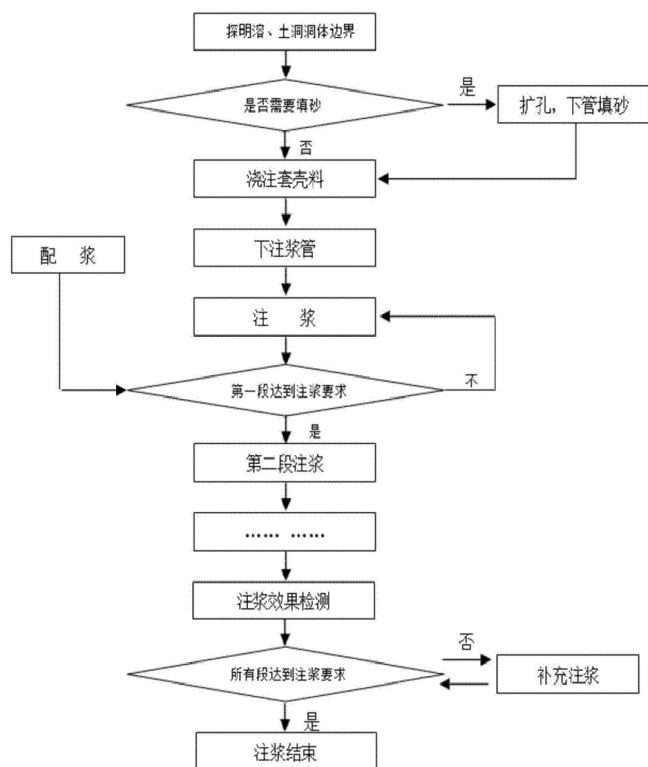 探明溶、土洞洞体边界
是否需要填砂
是
扩孔，下管填砂
否
浇注套壳料
下注浆管
配 浆
注 浆
第一段达到注浆要求
不
是
第二段注浆
…… ……
注浆效果检测
所有段达到注浆要求
否
补充注浆
是
注浆结束